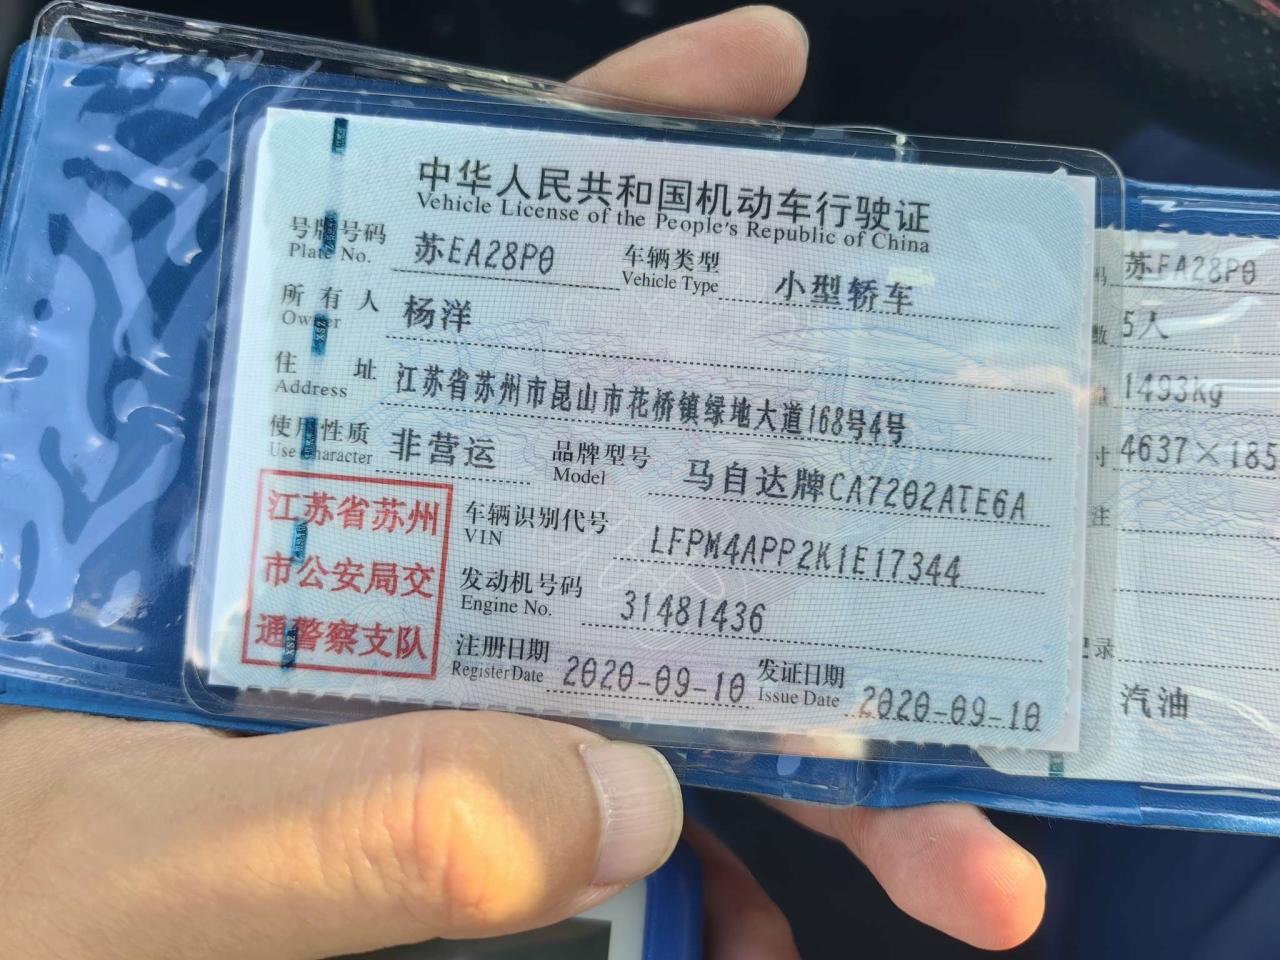 中华人民共和国机动车行驶证
Vehicle License of the People's Republic of China
号牌号码 苏EA28P0 车辆类型 小型轿车
Plate No. Vehicle Type
所有人 杨洋
Owner
住址 江苏省苏州市昆山市花桥镇绿地大道168号4号
Address
使用性质 非营运 品牌型号 马自达牌CA7202ATE6A
Use Character Model
江苏省苏州
市公安局交
通警察支队
车辆识别代号 LFPM4APP2K1E17344
VIN
发动机号码 31481436
Engine No.
注册日期 2020-09-10 发证日期 2020-09-10
Register Date Issue Date
苏EA28P0
5人
1493kg
4637×185
注
记录
汽油